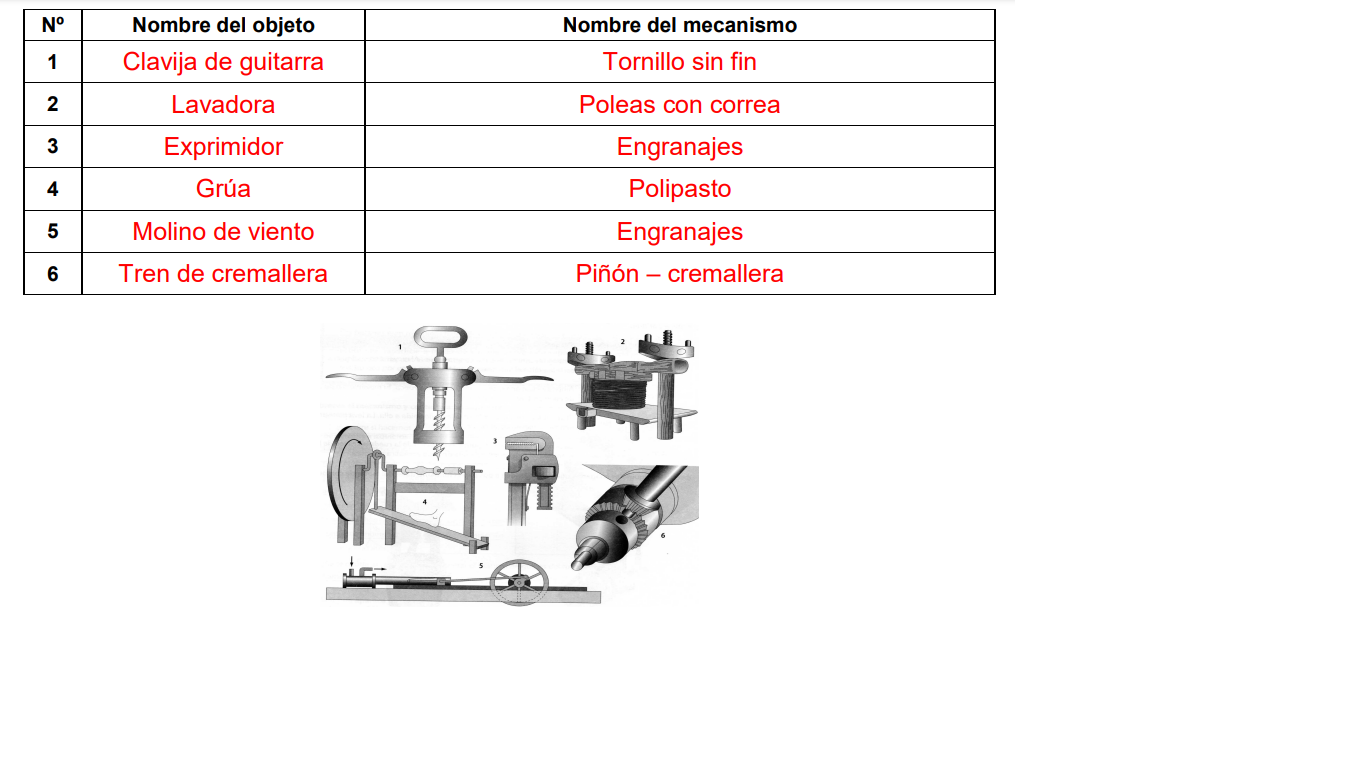 Nº Nombre del objeto Nombre del mecanismo
1 Clavija de guitarra Tornillo sin fin
2 Lavadora Poleas con correa
3 Exprimidor Engranajes
4 Grúa Polipasto
5 Molino de viento Engranajes
6 Tren de cremallera Piñón – cremallera
1
2
3
4
6
5